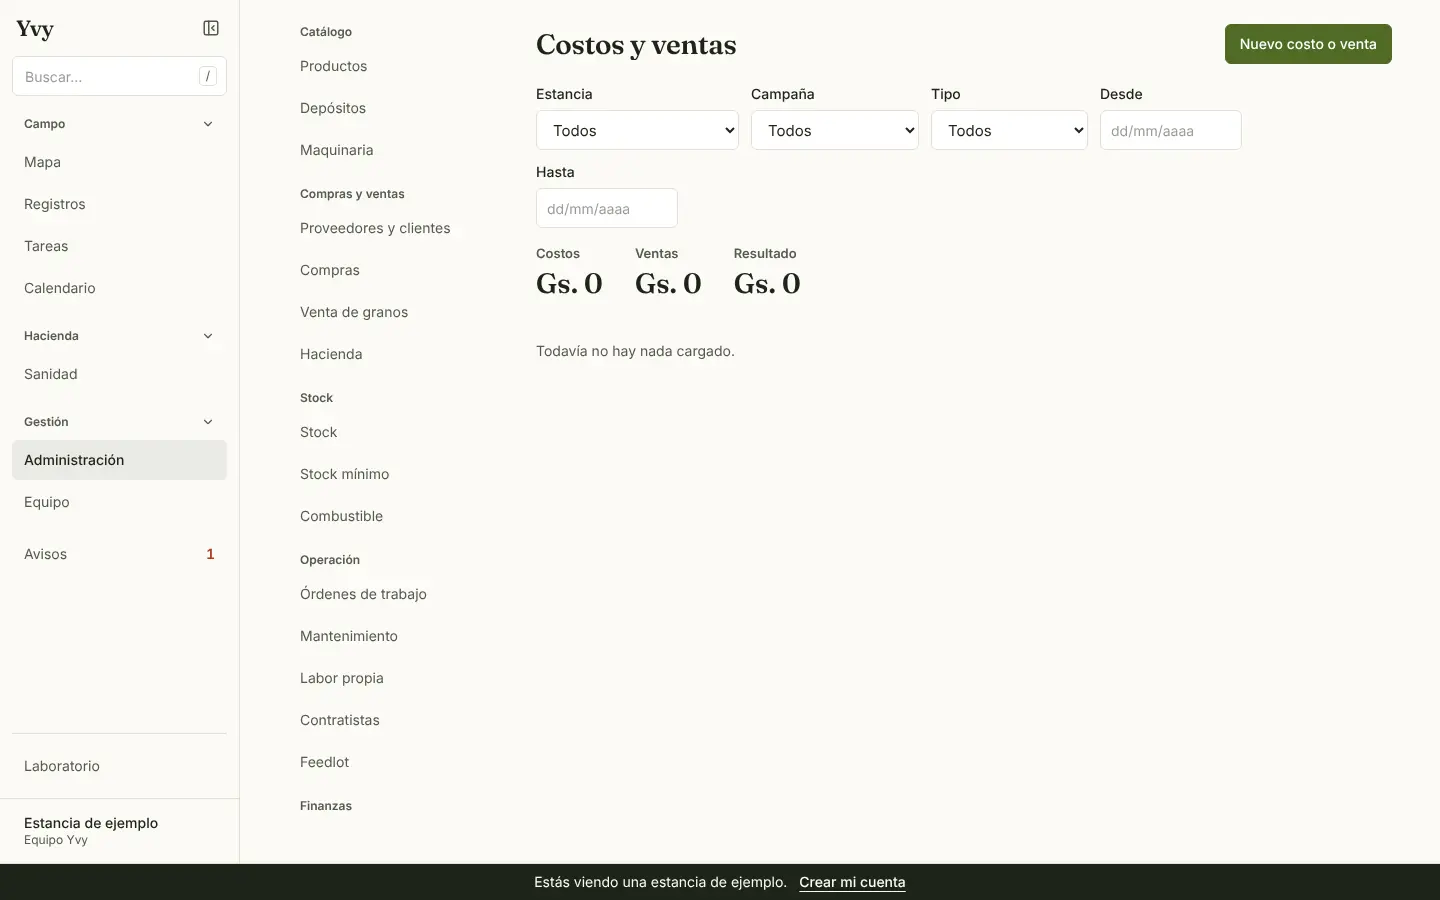 Yvy
Buscar...
/
Campo
Mapa
Registros
Tareas
Calendario
Hacienda
Sanidad
Gestión
Administración
Equipo
Avisos
1
Laboratorio
Estancia de ejemplo
Equipo Yvy
Catálogo
Productos
Depósitos
Maquinaria
Compras y ventas
Proveedores y clientes
Compras
Venta de granos
Hacienda
Stock
Stock
Stock mínimo
Combustible
Operación
Órdenes de trabajo
Mantenimiento
Labor propia
Contratistas
Feedlot
Finanzas
Costos y ventas
Nuevo costo o venta
Estancia
Campaña
Tipo
Desde
Todos
Todos
Todos
dd/mm/aaaa
Hasta
dd/mm/aaaa
Costos
Ventas
Resultado
Gs. 0
Gs. 0
Gs. 0
Todavía no hay nada cargado.
Estás viendo una estancia de ejemplo. Crear mi cuenta